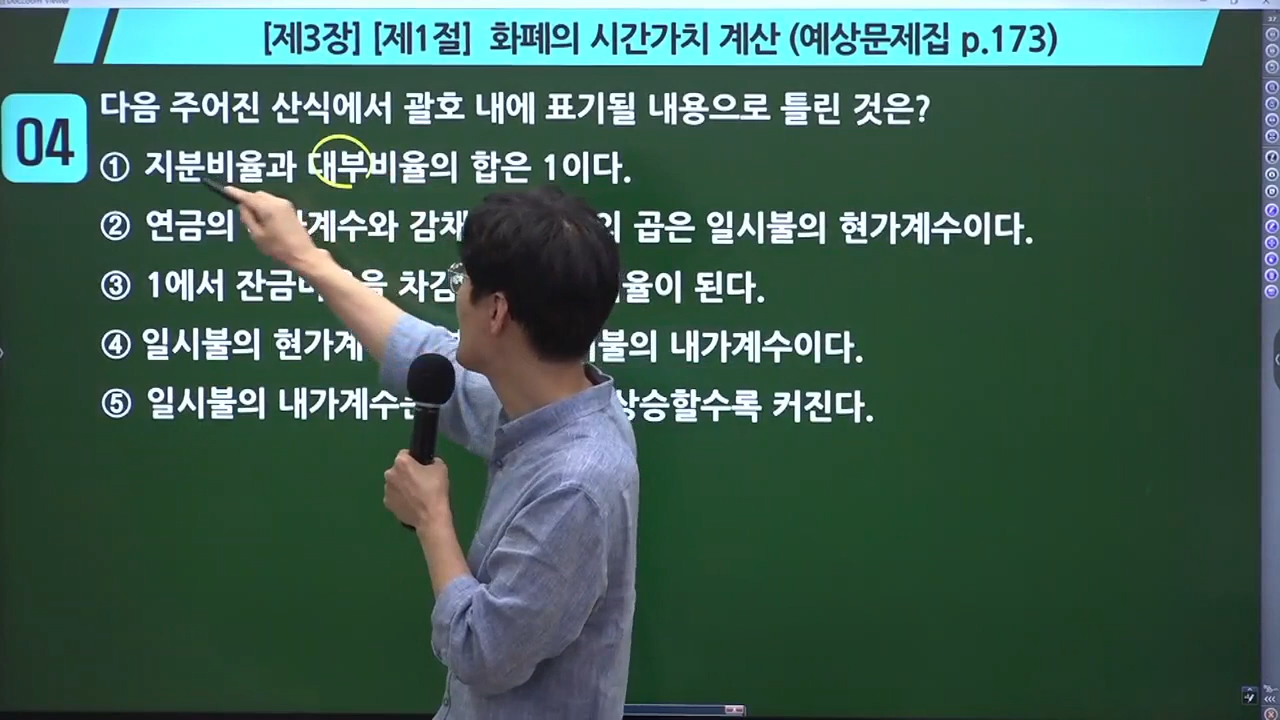 [제3장] [제1절] 화폐의 시간가치 계산 (예상문제집 p.173)
04
다음 주어진 산식에서 괄호 내에 표기될 내용으로 틀린 것은?
① 지분비율과 대부비율의 합은 1이다.
② 연금의 계수와 감채 의 곱은 일시불의 현가계수이다.
③ 1에서 차감 율이 된다.
④ 일시불의 현가계 불의 내가계수이다.
⑤ 일시불의 내가계수는 상승할수록 커진다.